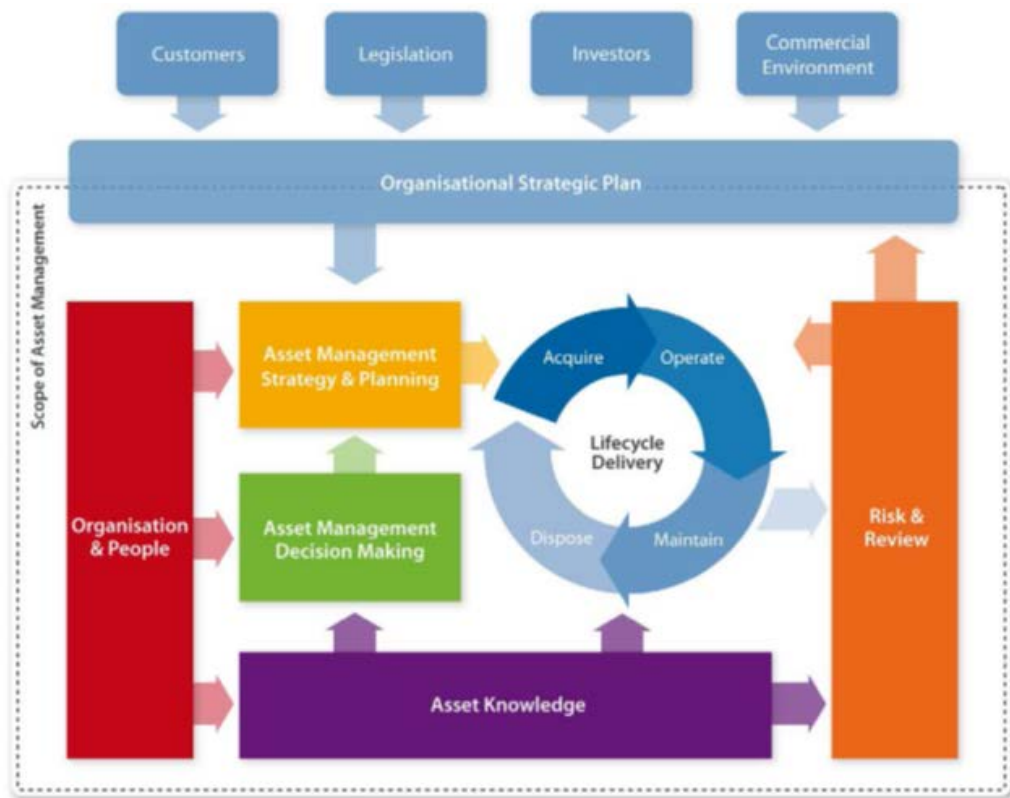 Customers
Legislation
Investors
Commercial
Environment
Organisational Strategic Plan
Scope of Asset Management
Asset Management
Strategy & Planning
Acquire
Operate
Lifecycle
Delivery
Organisation
& People
Asset Management
Decision Making
Dispose
Maintain
Risk &
Review
Asset Knowledge